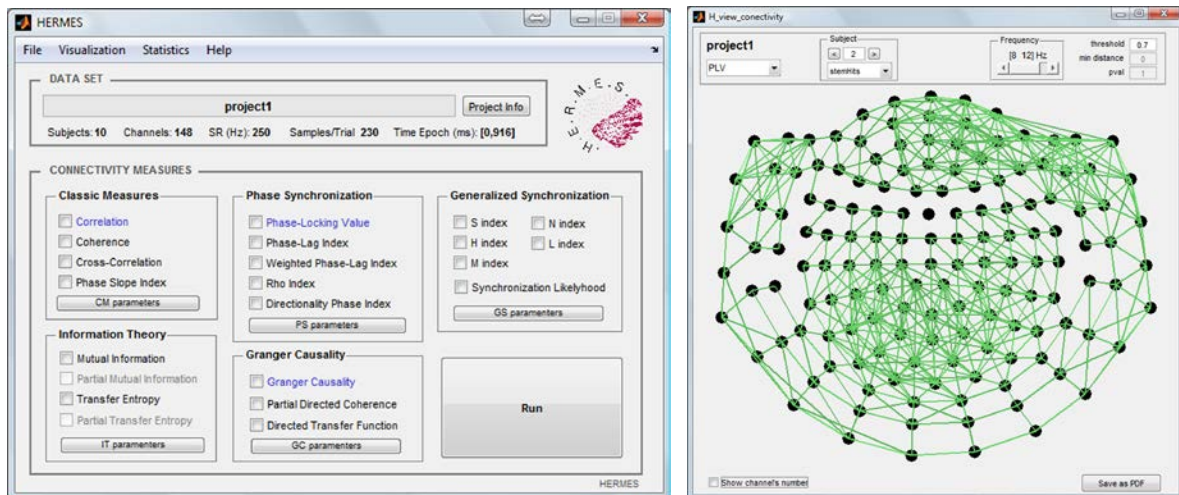 HERMES
File Visualization Statistics Help
DATA SET
project1
Project Info
Subjects: 10 Channels: 148 SR (Hz): 250 Samples/Trial 230 Time Epoch (ms): [0,916]
H.E.R.M.E.S.
CONNECTIVITY MEASURES
Classic Measures
Correlation
Coherence
Cross-Correlation
Phase Slope Index
CM parameters
Phase Synchronization
Phase-Locking Value
Phase-Lag Index
Weighted Phase-Lag Index
Rho Index
Directionality Phase Index
PS parameters
Generalized Synchronization
S index N index
H index L index
M index
Synchronization Likelyhood
GS paramenters
Information Theory
Mutual Information
Partial Mutual Information
Transfer Entropy
Partial Transfer Entropy
IT paramenters
Granger Causality
Granger Causality
Partial Directed Coherence
Directed Transfer Function
GC parameters
Run
HERMES
H_view_conectivity
project1
PLV
Subject
< 2 >
stemHits
Frequency
[8 12] Hz
threshold 0.7
min distance 0
pval 1
Show channel's number
Save as PDF